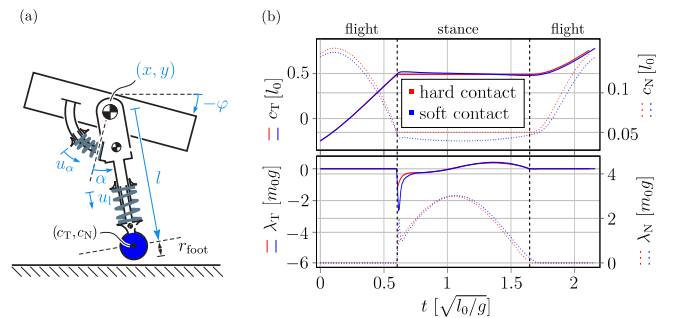 (a)
(x, y)
−φ
u_α
α
l
u_l
(c_T, c_N)
r_foot
(b)
flight
stance
flight
c_T [l_0]
0.5
0
hard contact
soft contact
0.1
0.05
c_N [l_0]
λ_T [m_0g]
0
−2
−4
−6
4
2
0
λ_N [m_0g]
0
0.5
1
1.5
2
t [√l_0/g]